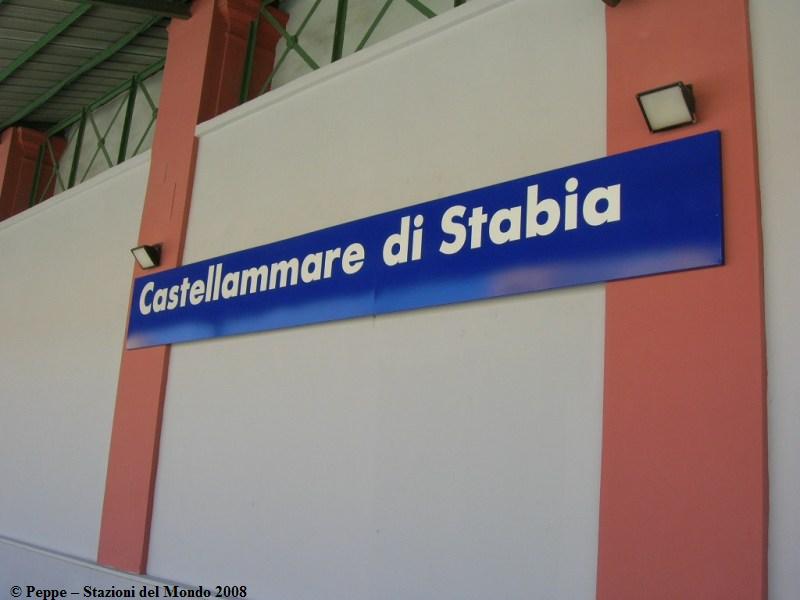 Castellammare di Stabia
© Peppe – Stazioni del Mondo 2008